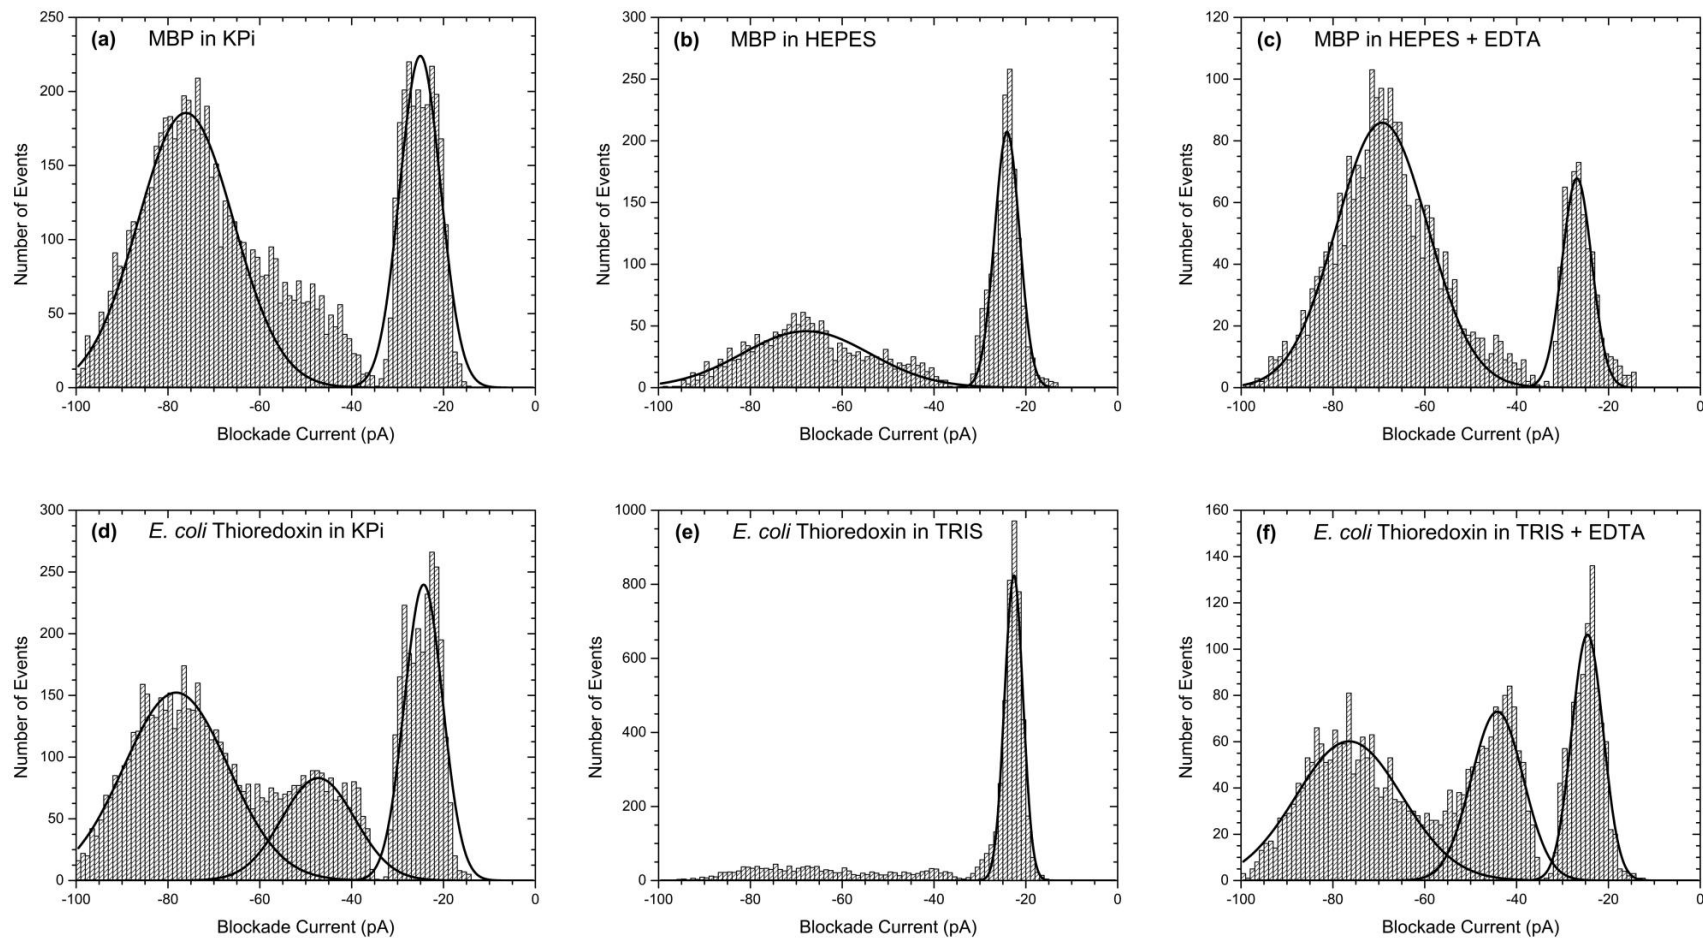 (a) MBP in KPi
250
200
150
100
50
0
Number of Events
-100 -80 -60 -40 -20 0
Blockade Current (pA)
(b) MBP in HEPES
300
250
200
150
100
50
0
Number of Events
-100 -80 -60 -40 -20 0
Blockade Current (pA)
(c) MBP in HEPES + EDTA
120
100
80
60
40
20
0
Number of Events
-100 -80 -60 -40 -20 0
Blockade Current (pA)
(d) E. coli Thioredoxin in KPi
300
250
200
150
100
50
0
Number of Events
-100 -80 -60 -40 -20 0
Blockade Current (pA)
(e) E. coli Thioredoxin in TRIS
1000
800
600
400
200
0
Number of Events
-100 -80 -60 -40 -20 0
Blockade Current (pA)
(f) E. coli Thioredoxin in TRIS + EDTA
160
140
120
100
80
60
40
20
0
Number of Events
-100 -80 -60 -40 -20 0
Blockade Current (pA)